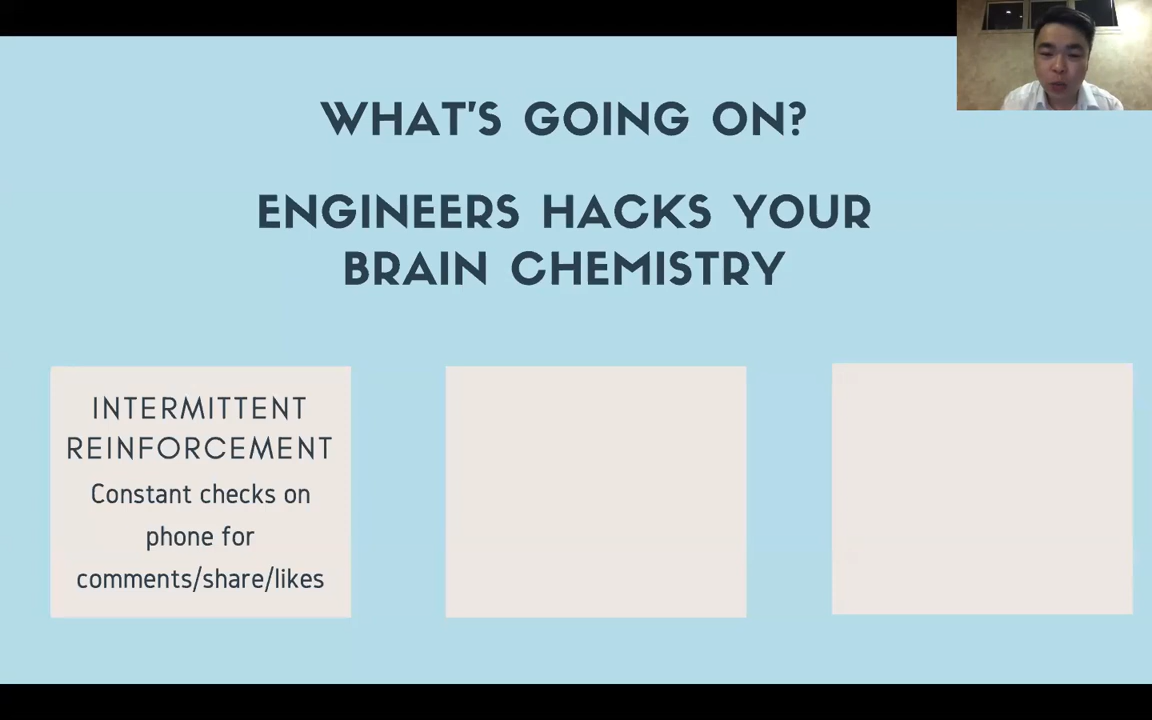 WHAT'S GOING ON?
ENGINEERS HACKS YOUR
BRAIN CHEMISTRY
INTERMITTENT
REINFORCEMENT
Constant checks on
phone for
comments/share/likes